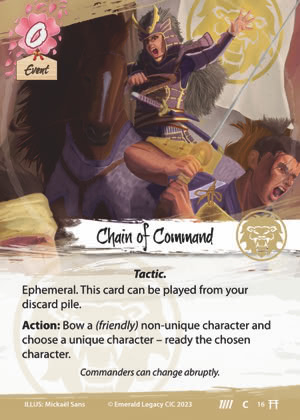 0
Event
Chain of Command
Tactic.
Ephemeral. This card can be played from your
discard pile.
Action: Bow a (friendly) non-unique character and
choose a unique character – ready the chosen
character.
Commanders can change abruptly.
ILLUS: Mickaël Sans © Emerald Legacy CIC 2023 C 16